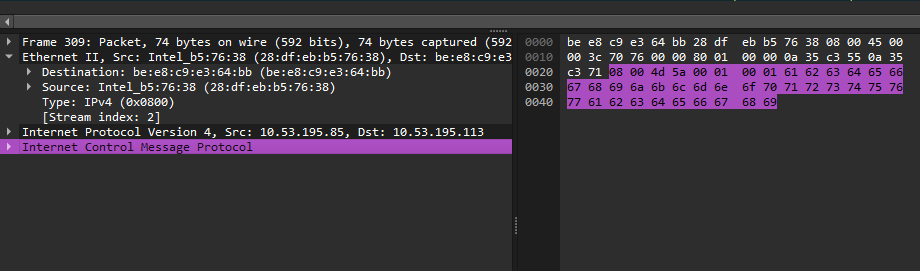 Frame 309: Packet, 74 bytes on wire (592 bits), 74 bytes captured (592
Ethernet II, Src: Intel_b5:76:38 (28:df:eb:b5:76:38), Dst: be:e8:c9:e3
Destination: be:e8:c9:e3:64:bb (be:e8:c9:e3:64:bb)
Source: Intel_b5:76:38 (28:df:eb:b5:76:38)
Type: IPv4 (0x0800)
[Stream index: 2]
Internet Protocol Version 4, Src: 10.53.195.85, Dst: 10.53.195.113
Internet Control Message Protocol
0000 be e8 c9 e3 64 bb 28 df eb b5 76 38 08 00 45 00
0010 00 3c 70 76 00 00 80 01 00 00 0a 35 c3 55 0a 35
0020 c3 71 08 00 4d 5a 00 01 00 01 61 62 63 64 65 66
0030 67 68 69 6a 6b 6c 6d 6e 6f 70 71 72 73 74 75 76
0040 77 61 62 63 64 65 66 67 68 69